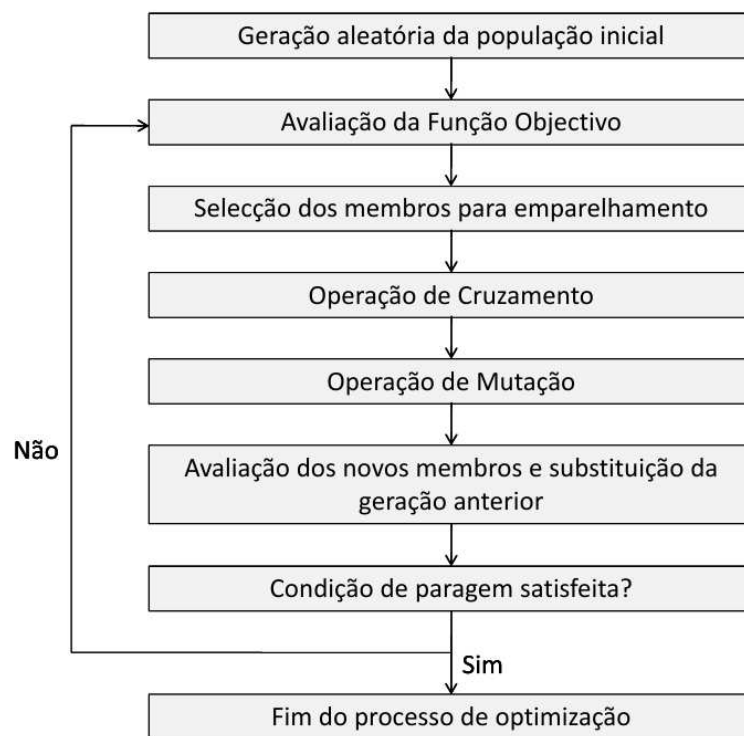 Geração aleatória da população inicial
Avaliação da Função Objectivo
Selecção dos membros para emparelhamento
Operação de Cruzamento
Operação de Mutação
Não
Avaliação dos novos membros e substituição da
geração anterior
Condição de paragem satisfeita?
Sim
Fim do processo de optimização